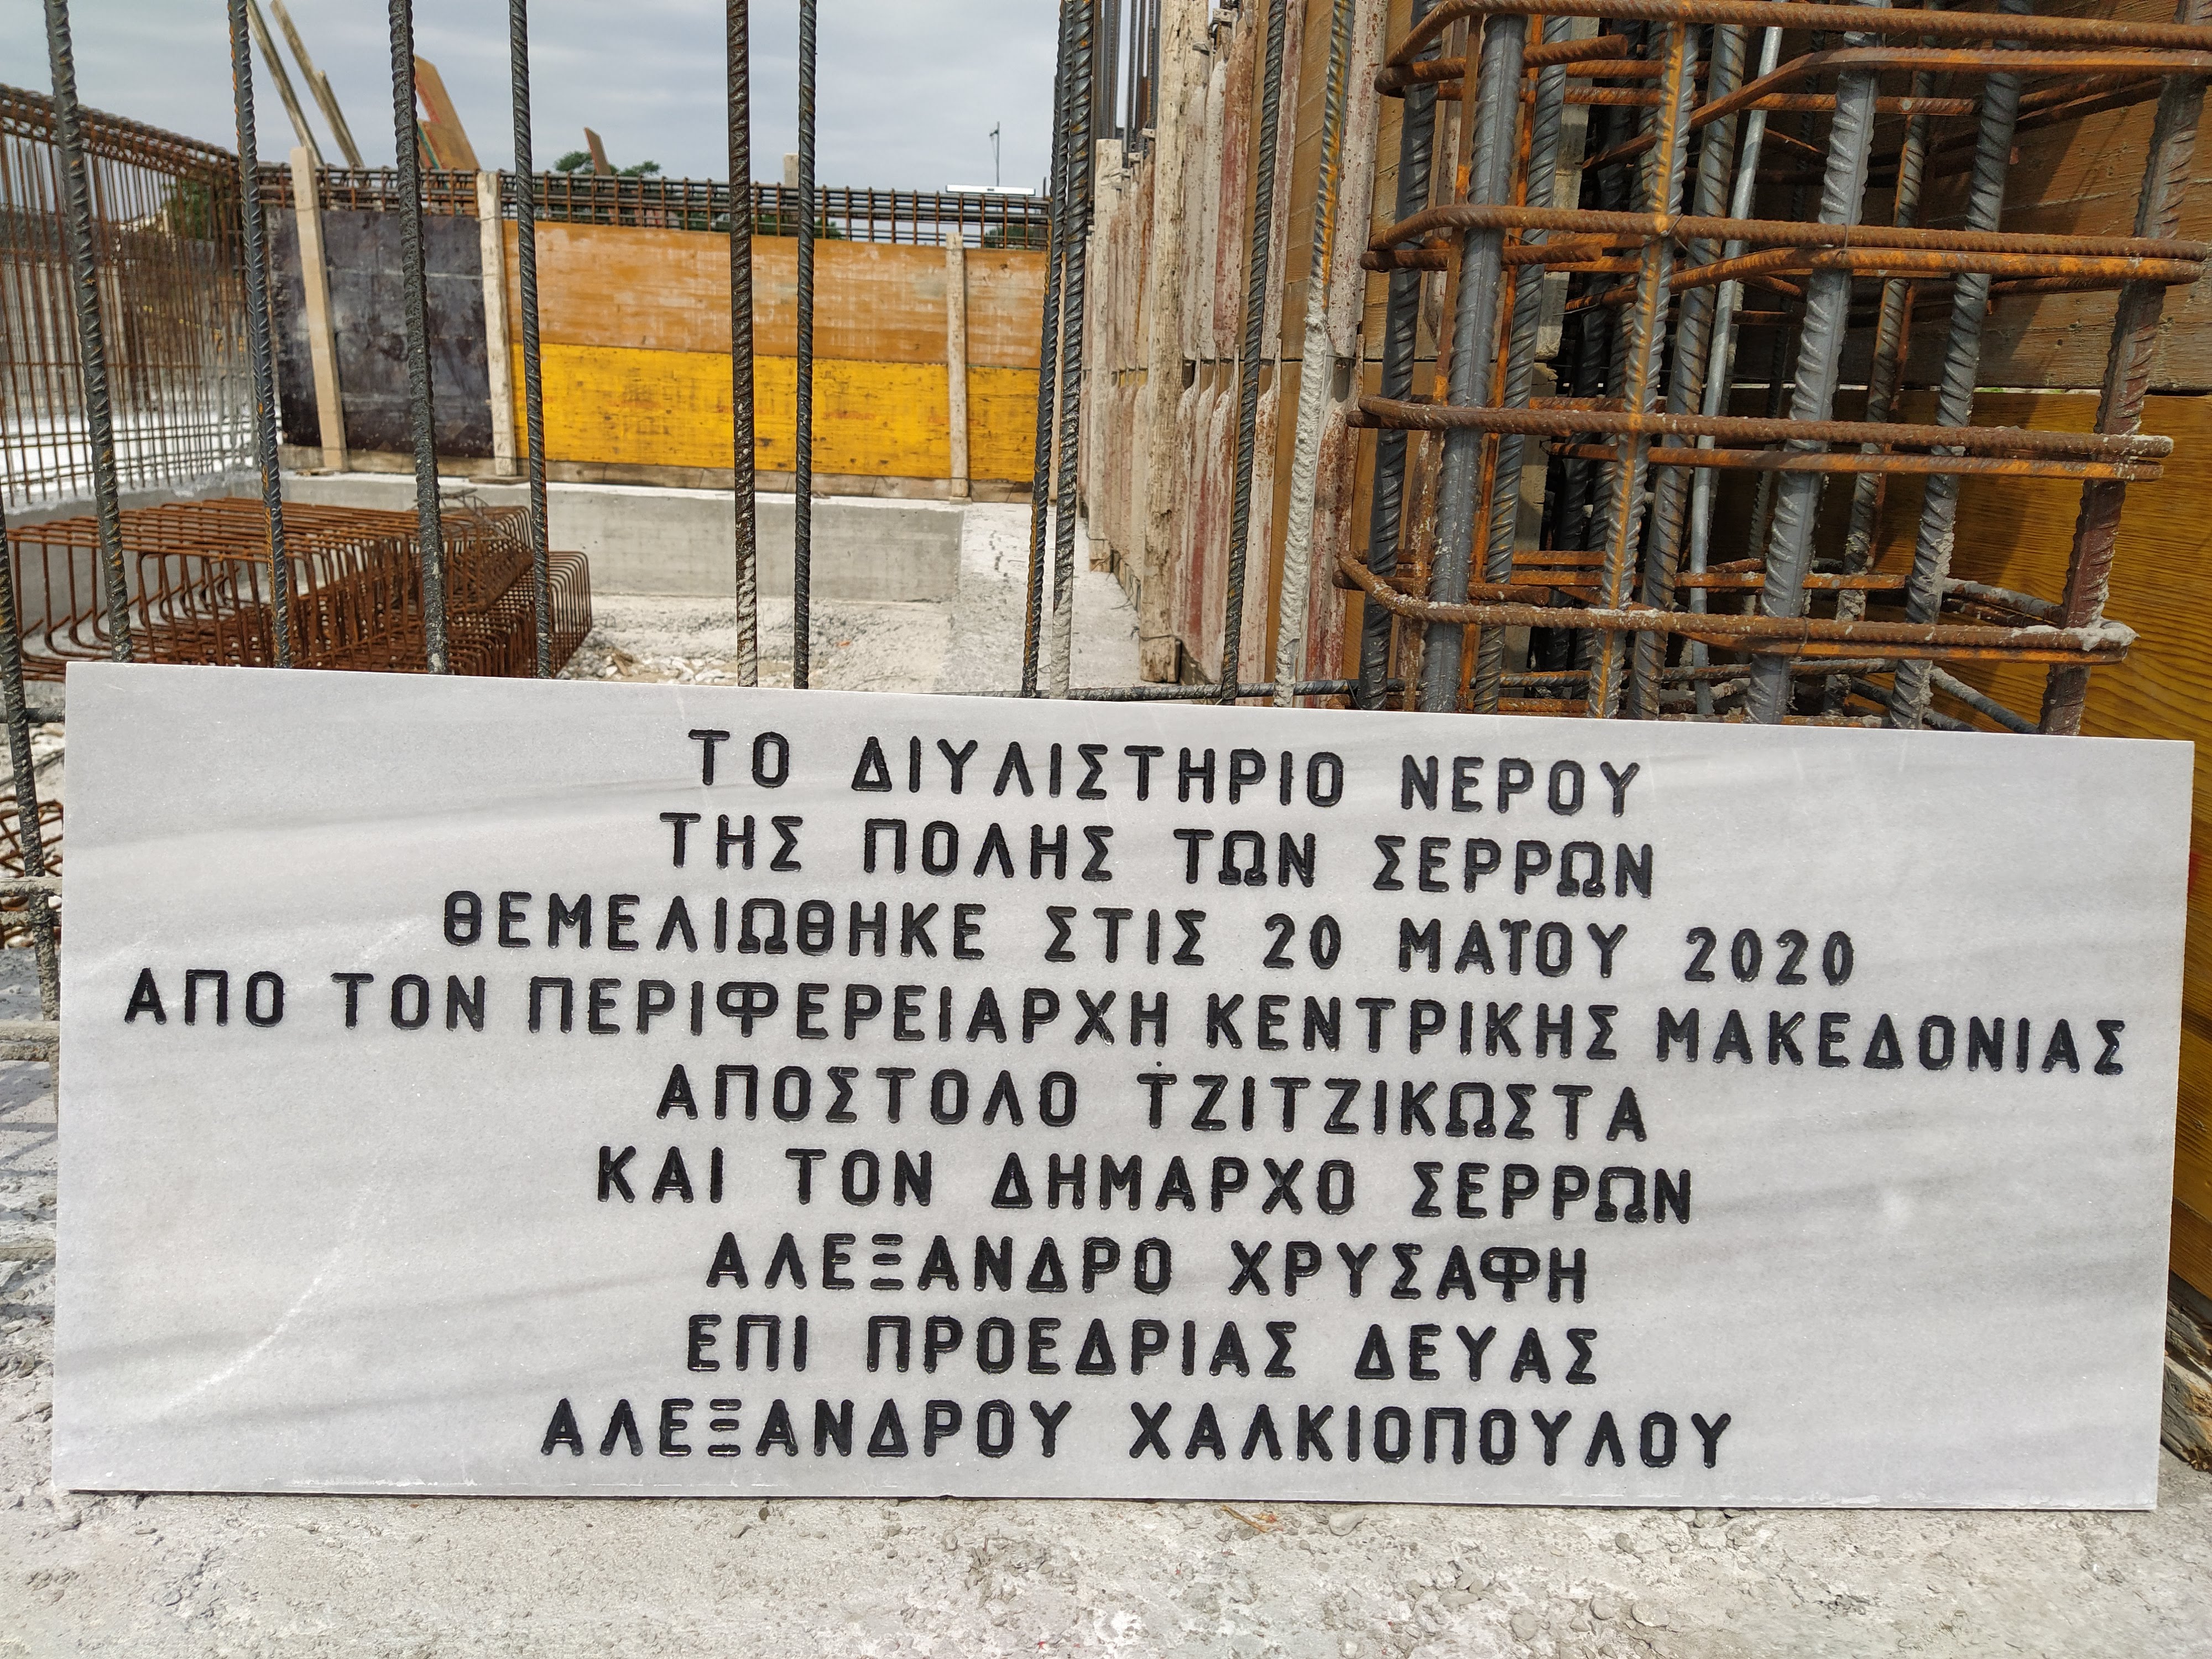 ΤΟ ΔΙΥΛΙΣΤΗΡΙΟ ΝΕΡΟΥ
ΤΗΣ ΠΟΛΗΣ ΤΩΝ ΣΕΡΡΩΝ
ΘΕΜΕΛΙΩΘΗΚΕ ΣΤΙΣ 20 ΜΑΪΟΥ 2020
ΑΠΟ ΤΟΝ ΠΕΡΙΦΕΡΕΙΑΡΧΗ ΚΕΝΤΡΙΚΗΣ ΜΑΚΕΔΟΝΙΑΣ
ΑΠΟΣΤΟΛΟ ΤΖΙΤΖΙΚΩΣΤΑ
ΚΑΙ ΤΟΝ ΔΗΜΑΡΧΟ ΣΕΡΡΩΝ
ΑΛΕΞΑΝΔΡΟ ΧΡΥΣΑΦΗ
ΕΠΙ ΠΡΟΕΔΡΙΑΣ ΔΕΥΑΣ
ΑΛΕΞΑΝΔΡΟΥ ΧΑΛΚΙΟΠΟΥΛΟΥ